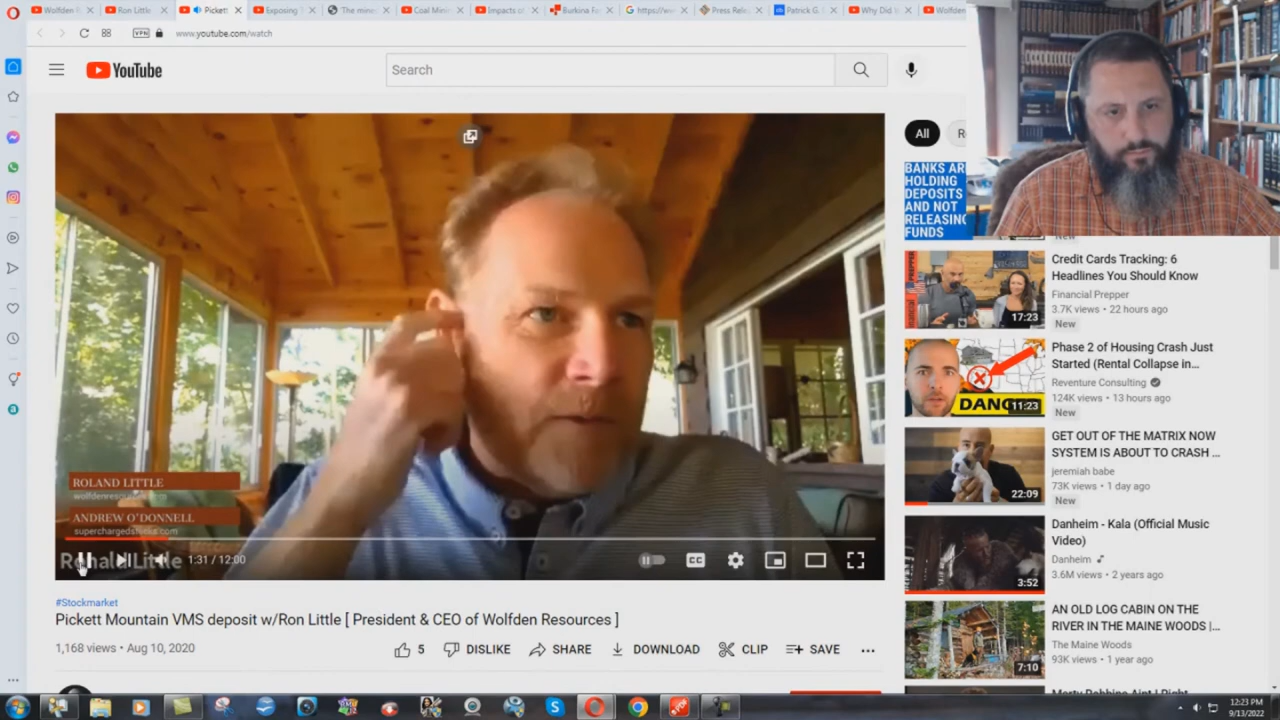 Wolfden R
Ron Little
Pickett
Exposing
The mine
Coal Mini
Impacts of
Burkina Fa
https://ww
Press Rele
Patrick G.
Why Did
Wolfden
VPN
www.youtube.com/watch
YouTube
Search
All
BANKS AR
HOLDING
DEPOSITS
AND NOT
RELEASING
FUNDS
New
Credit Cards Tracking: 6
Headlines You Should Know
Financial Prepper
3.7K views • 22 hours ago
New
17:23
Phase 2 of Housing Crash Just
Started (Rental Collapse in...
Reventure Consulting
124K views • 13 hours ago
New
DANG
11:23
GET OUT OF THE MATRIX NOW
SYSTEM IS ABOUT TO CRASH ...
jeremiah babe
73K views • 1 day ago
New
22:09
Danheim - Kala (Official Music
Video)
Danheim
3.6M views • 2 years ago
3:52
AN OLD LOG CABIN ON THE
RIVER IN THE MAINE WOODS |...
The Maine Woods
93K views • 1 year ago
7:10
ROLAND LITTLE
wolfdenresources.com
ANDREW O'DONNELL
superchargedstocks.com
Ronald Little
1:31 / 12:00
CC
#Stockmarket
Pickett Mountain VMS deposit w/Ron Little [ President & CEO of Wolfden Resources ]
1,168 views • Aug 10, 2020
5
DISLIKE
SHARE
DOWNLOAD
CLIP
SAVE
12:23 PM
9/13/2022